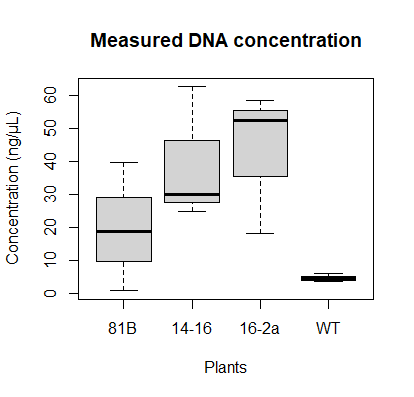 Measured DNA concentration
Concentration (ng/µL)
60
50
40
30
20
10
0
81B 14-16 16-2a WT
Plants